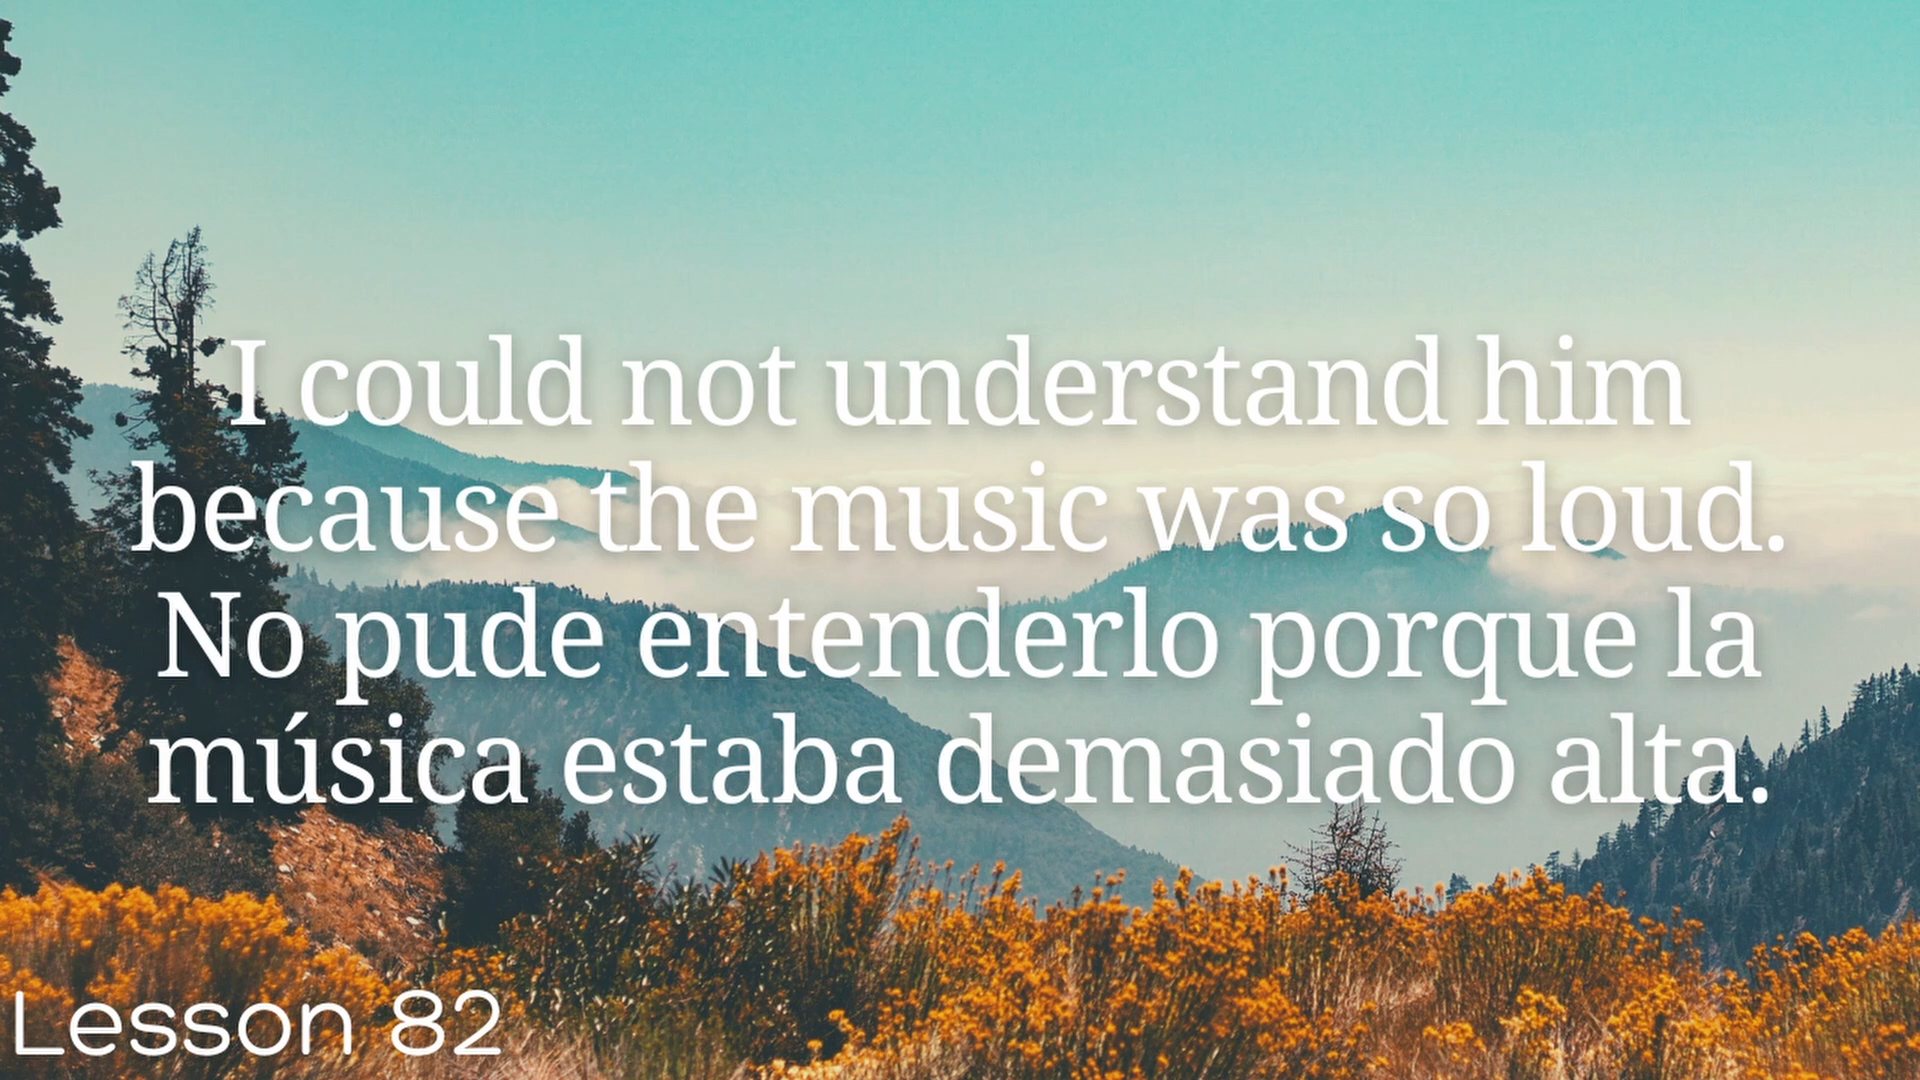 I could not understand him
because the music was so loud.
No pude entenderlo porque la
música estaba demasiado alta.
Lesson 82